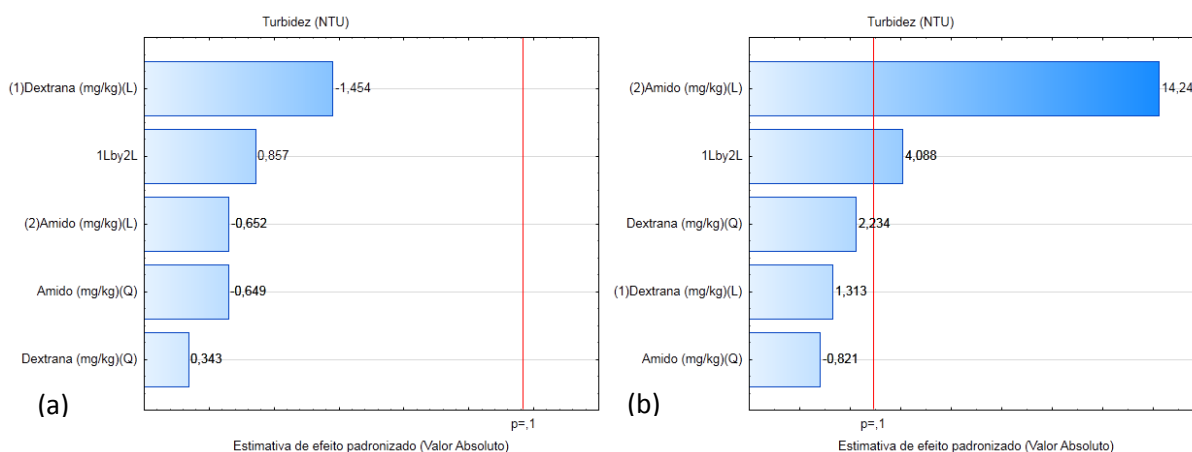 Turbidez (NTU)
(1)Dextrana (mg/kg)(L)
-1,454
1Lby2L
0,857
(2)Amido (mg/kg)(L)
-0,652
Amido (mg/kg)(Q)
-0,649
Dextrana (mg/kg)(Q)
0,343
(a)
p=,1
Estimativa de efeito padronizado (Valor Absoluto)
Turbidez (NTU)
(2)Amido (mg/kg)(L)
14,24
1Lby2L
4,088
Dextrana (mg/kg)(Q)
2,234
(1)Dextrana (mg/kg)(L)
1,313
Amido (mg/kg)(Q)
-0,821
(b)
p=,1
Estimativa de efeito padronizado (Valor Absoluto)